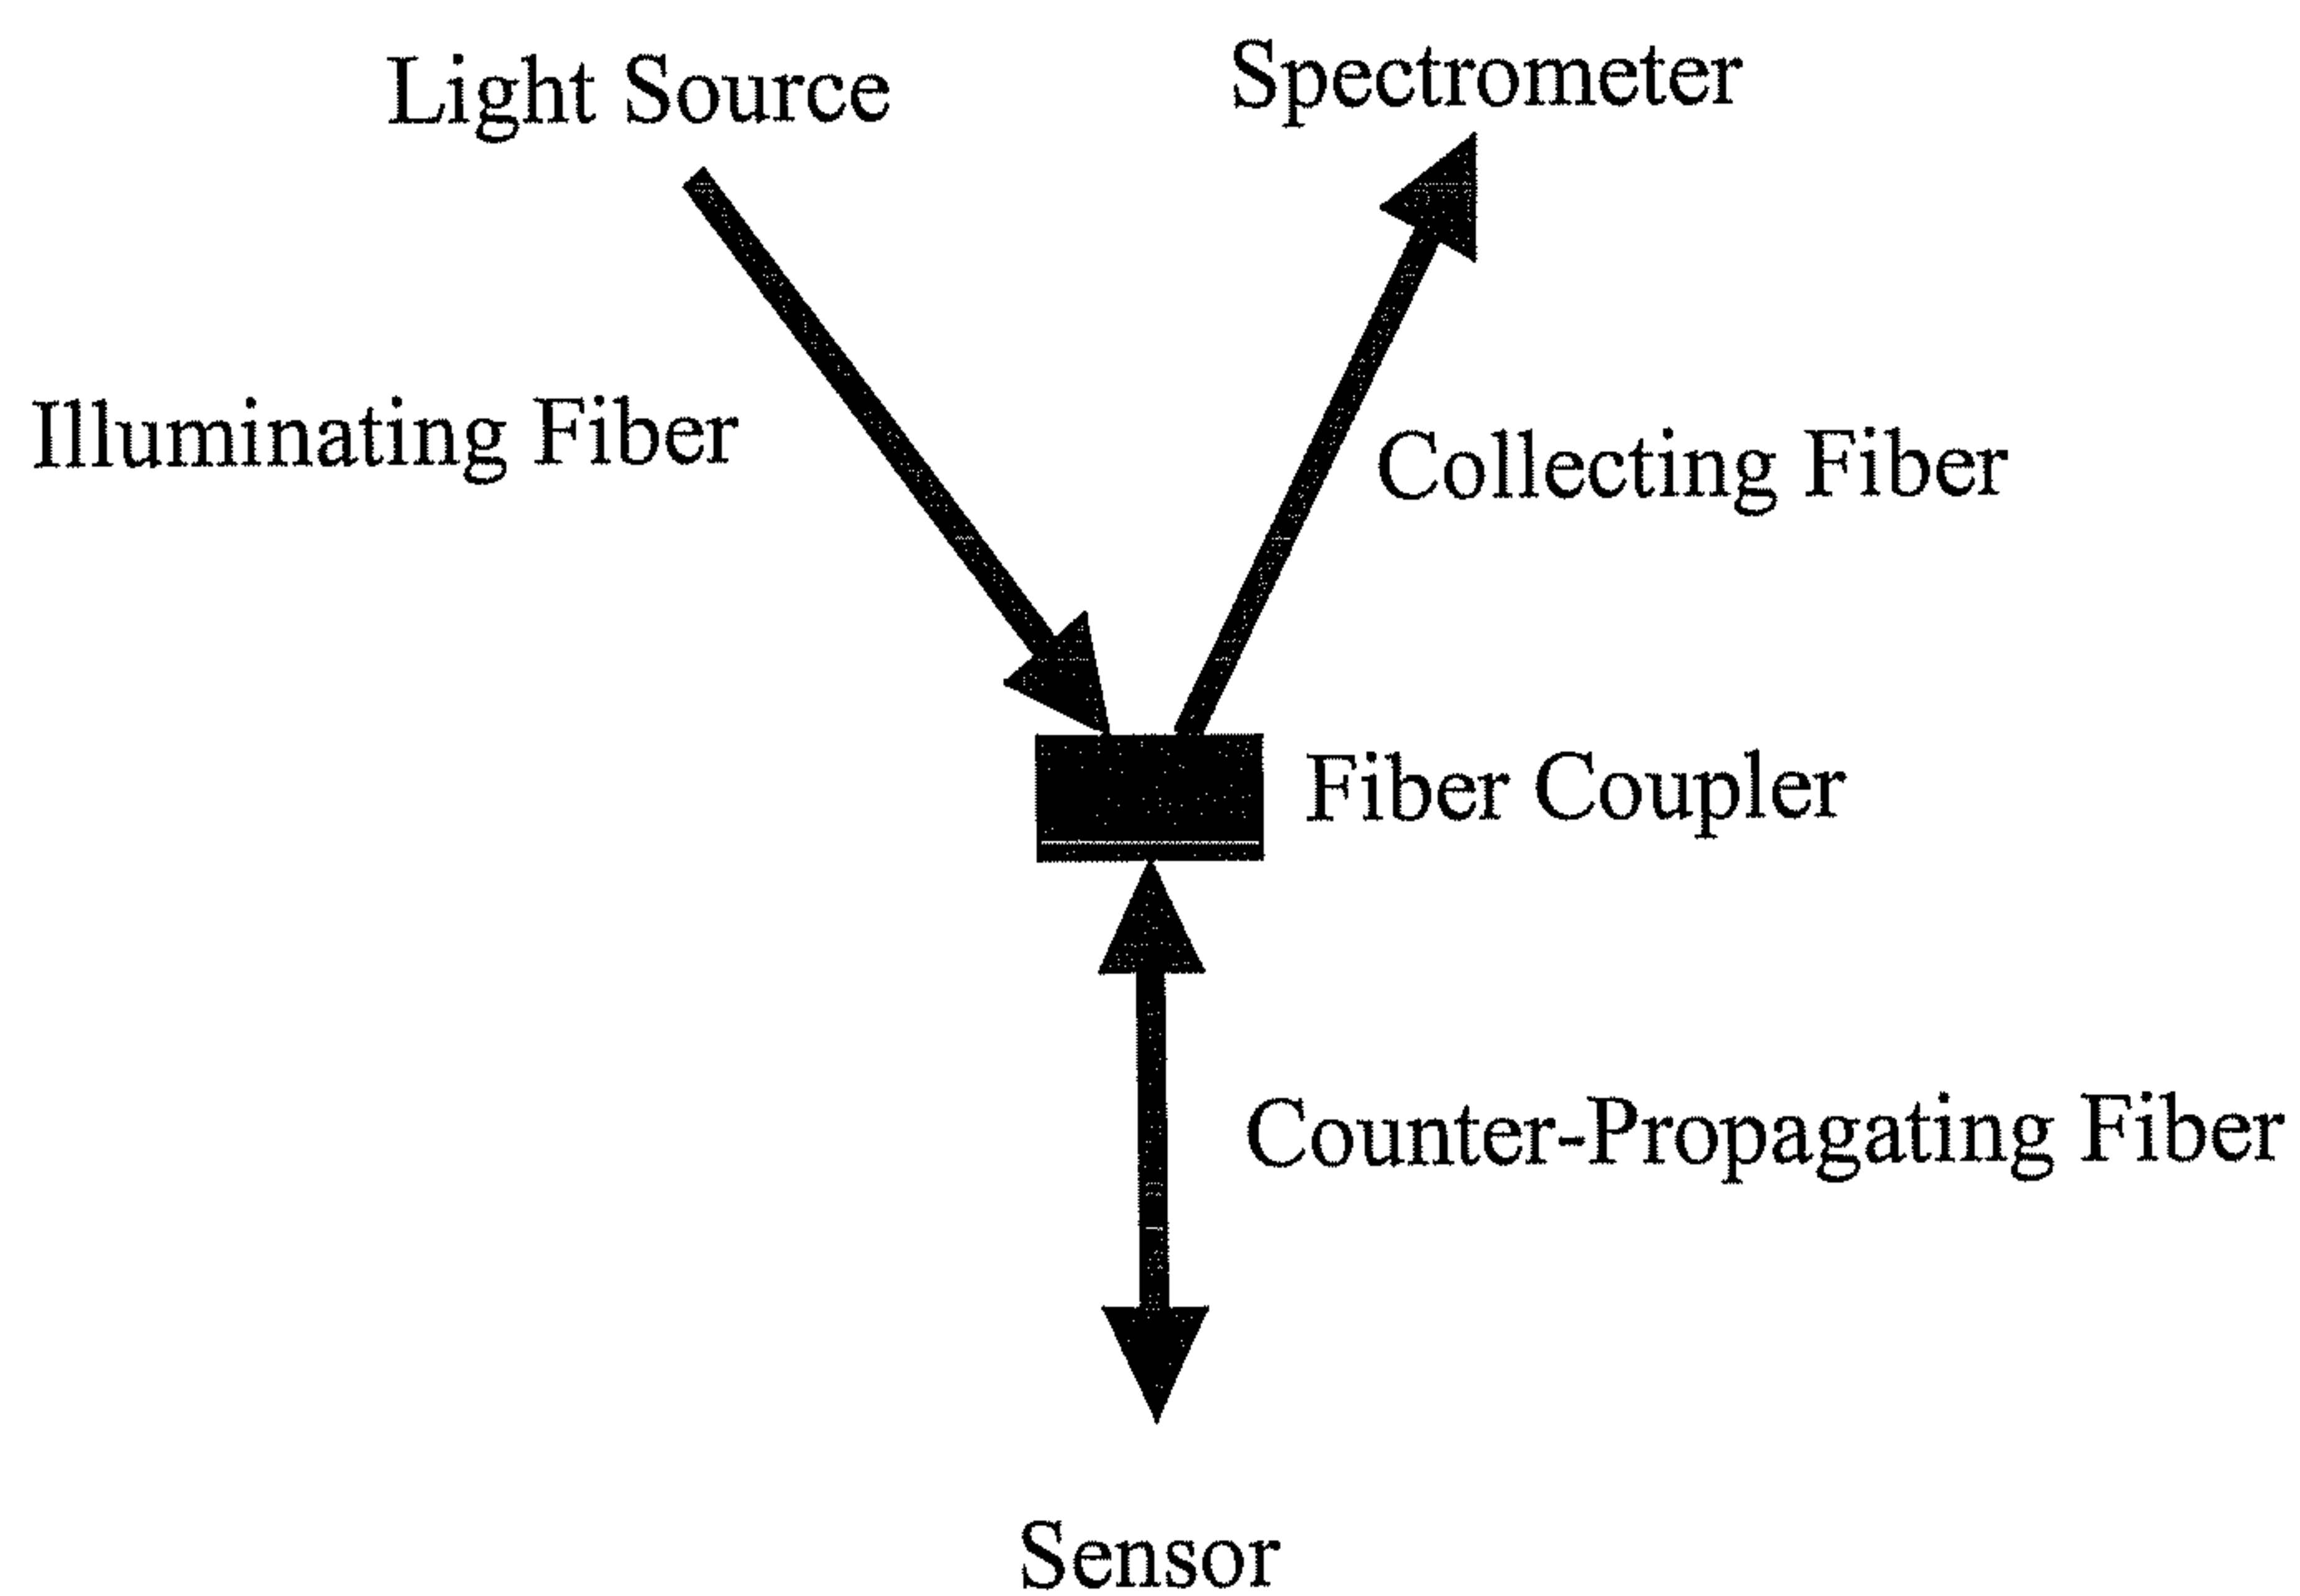 Light Source
Spectrometer
Illuminating Fiber
Collecting Fiber
Fiber Coupler
Counter-Propagating Fiber
Sensor